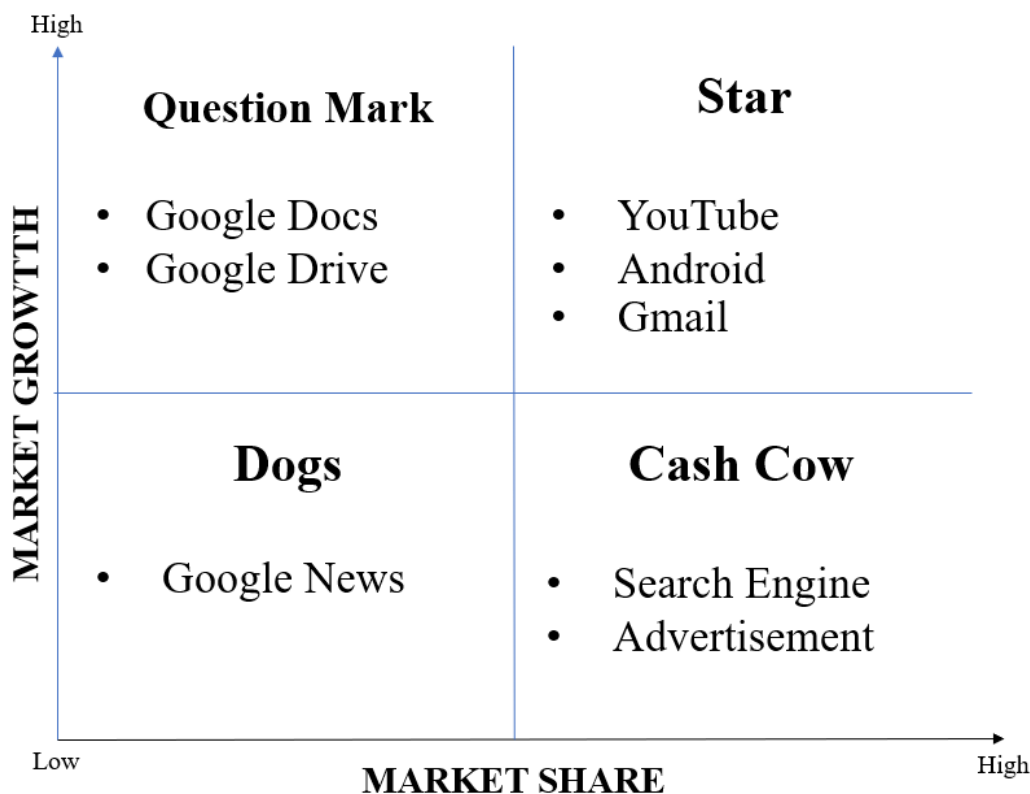 High
Question Mark
• Google Docs
• Google Drive
Star
• YouTube
• Android
• Gmail
MARKET GROWTTH
Dogs
• Google News
Cash Cow
• Search Engine
• Advertisement
Low
MARKET SHARE
High